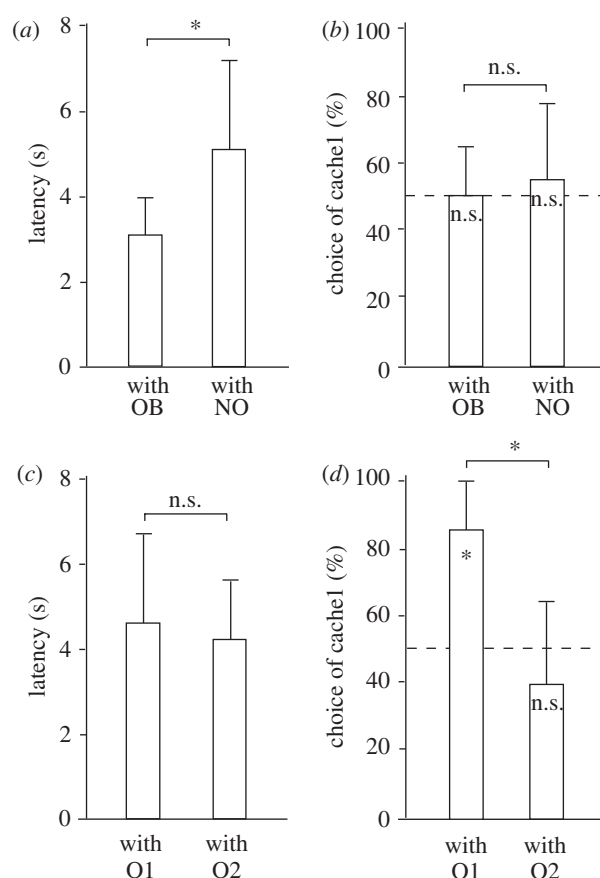 (a)
8
6
4
2
0
latency (s)
*
with
OB
with
NO
(b)
100
80
60
40
20
0
choice of cache1 (%)
n.s.
n.s.
n.s.
with
OB
with
NO
(c)
8
6
4
2
0
latency (s)
n.s.
with
O1
with
O2
(d)
100
80
60
40
20
0
choice of cache1 (%)
*
*
n.s.
with
O1
with
O2